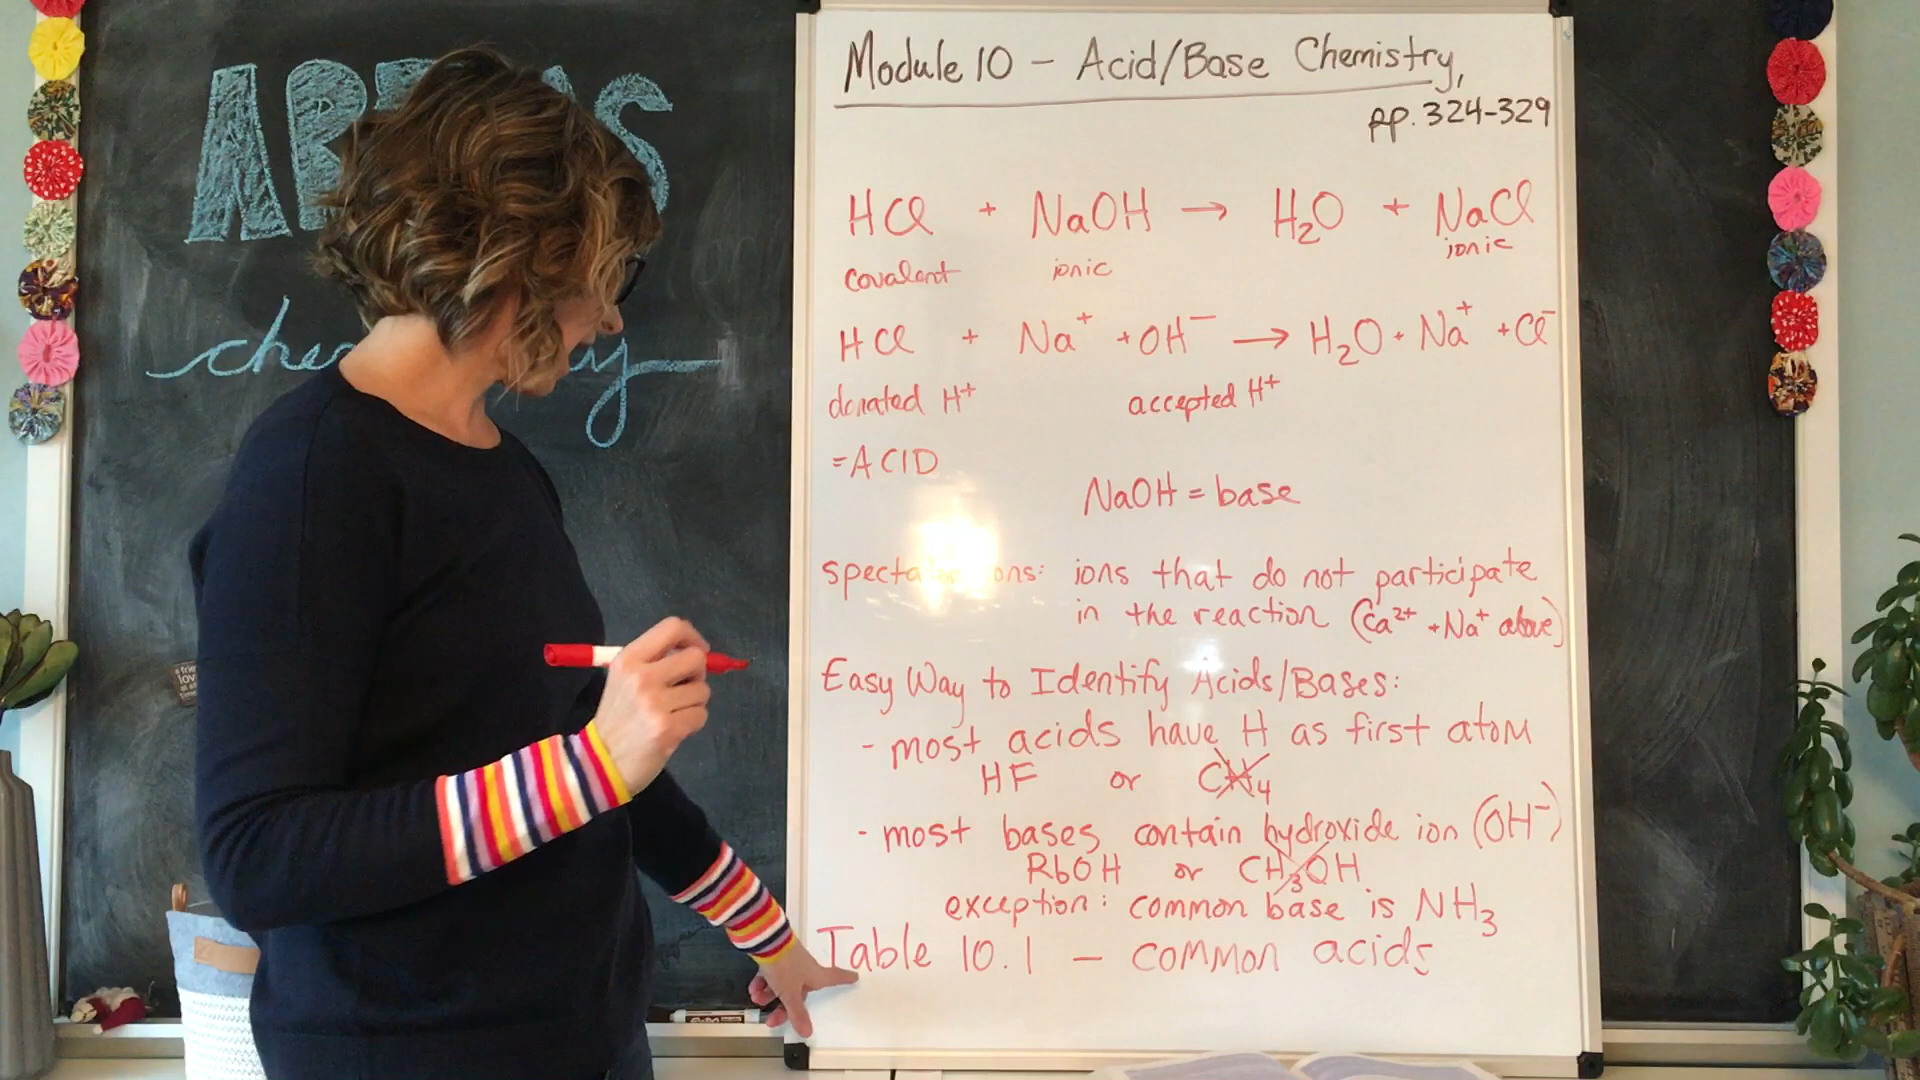 Module 10 - Acid/Base Chemistry,
pp. 324-329
HCl + NaOH → H₂O + NaCl
covalent ionic ionic
HCl + Na⁺ + OH⁻ → H₂O + Na⁺ + Cl⁻
donated H⁺ accepted H⁺
=ACID
NaOH = base
ions: ions that do not participate
in the reaction (Ca²⁺ + Na⁺ above)
Easy Way to Identify Acids/Bases:
- most acids have H as first atom
HF or CH₄
- most bases contain hydroxide ion (OH⁻)
RbOH or CH₃OH
exception: common base is NH₃
Table 10.1 - common acids